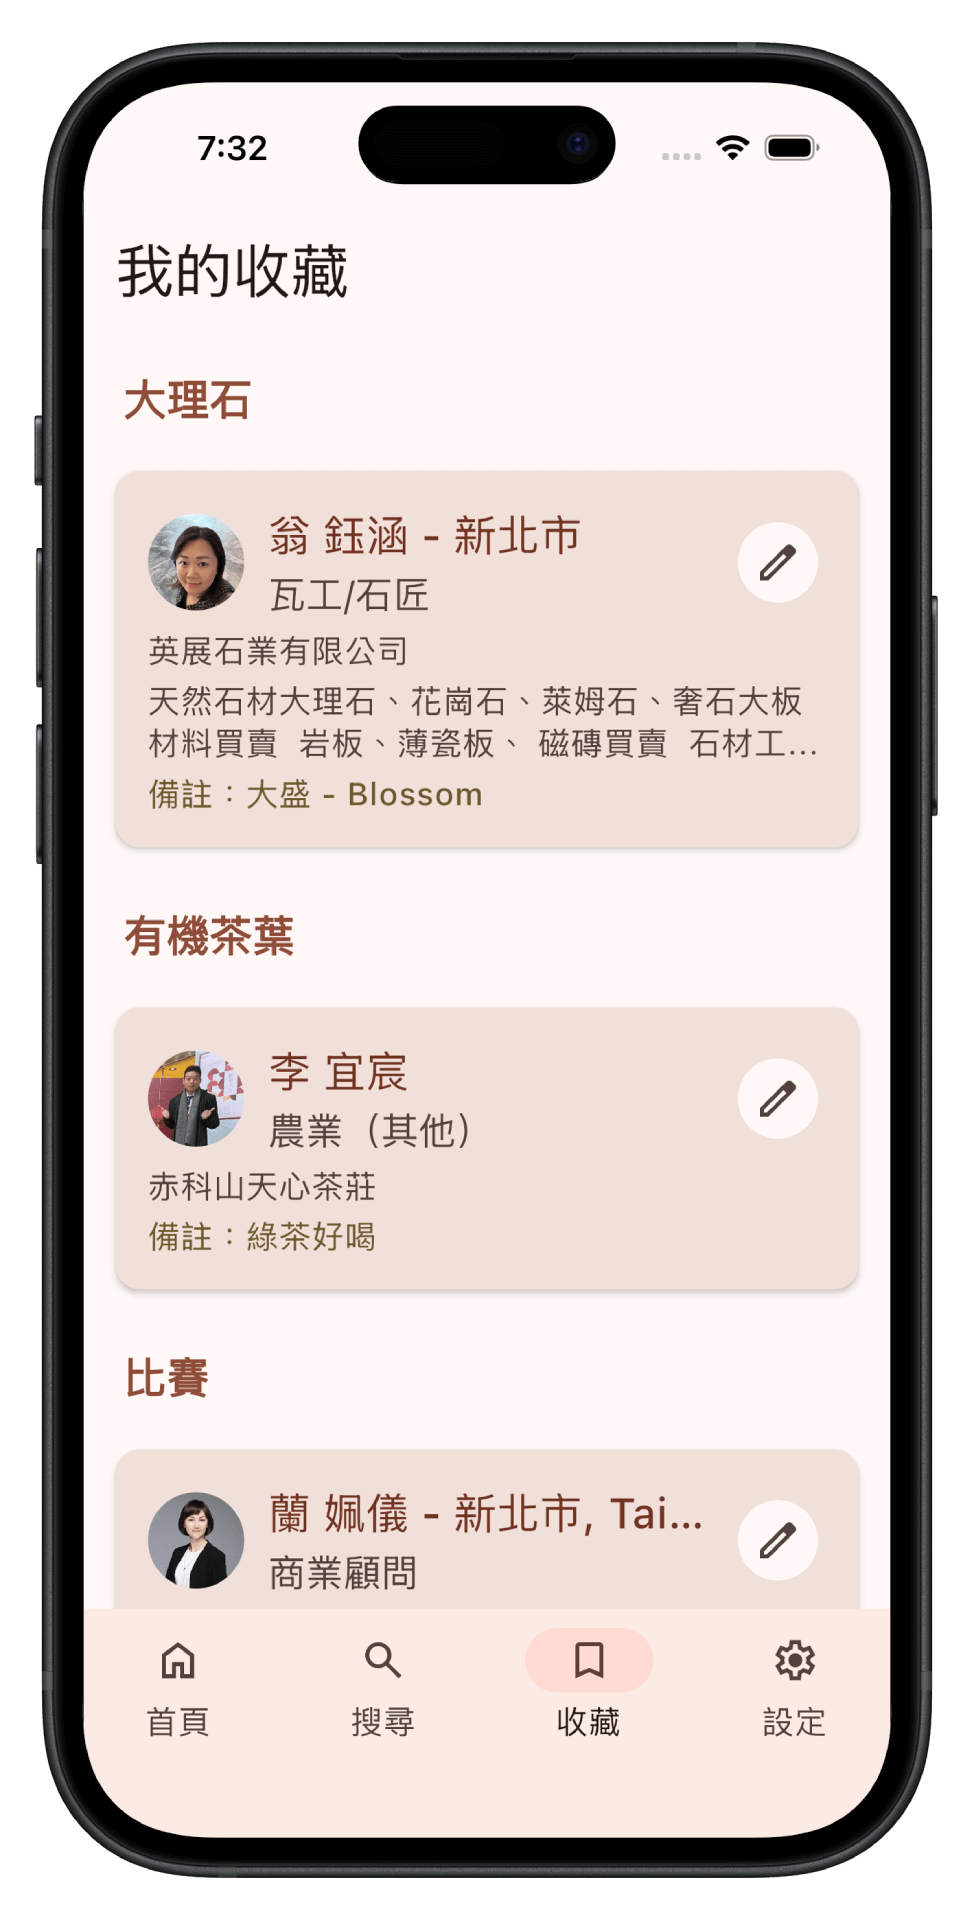 7:32
我的收藏
大理石
翁 鈺涵 - 新北市
瓦工/石匠
英展石業有限公司
天然石材大理石、花崗石、萊姆石、奢石大板
材料買賣 岩板、薄瓷板、 磁磚買賣 石材工...
備註：大盛 - Blossom
有機茶葉
李 宜宸
農業（其他）
赤科山天心茶莊
備註：綠茶好喝
比賽
蘭 姵儀 - 新北市, Tai...
商業顧問
首頁
搜尋
收藏
設定